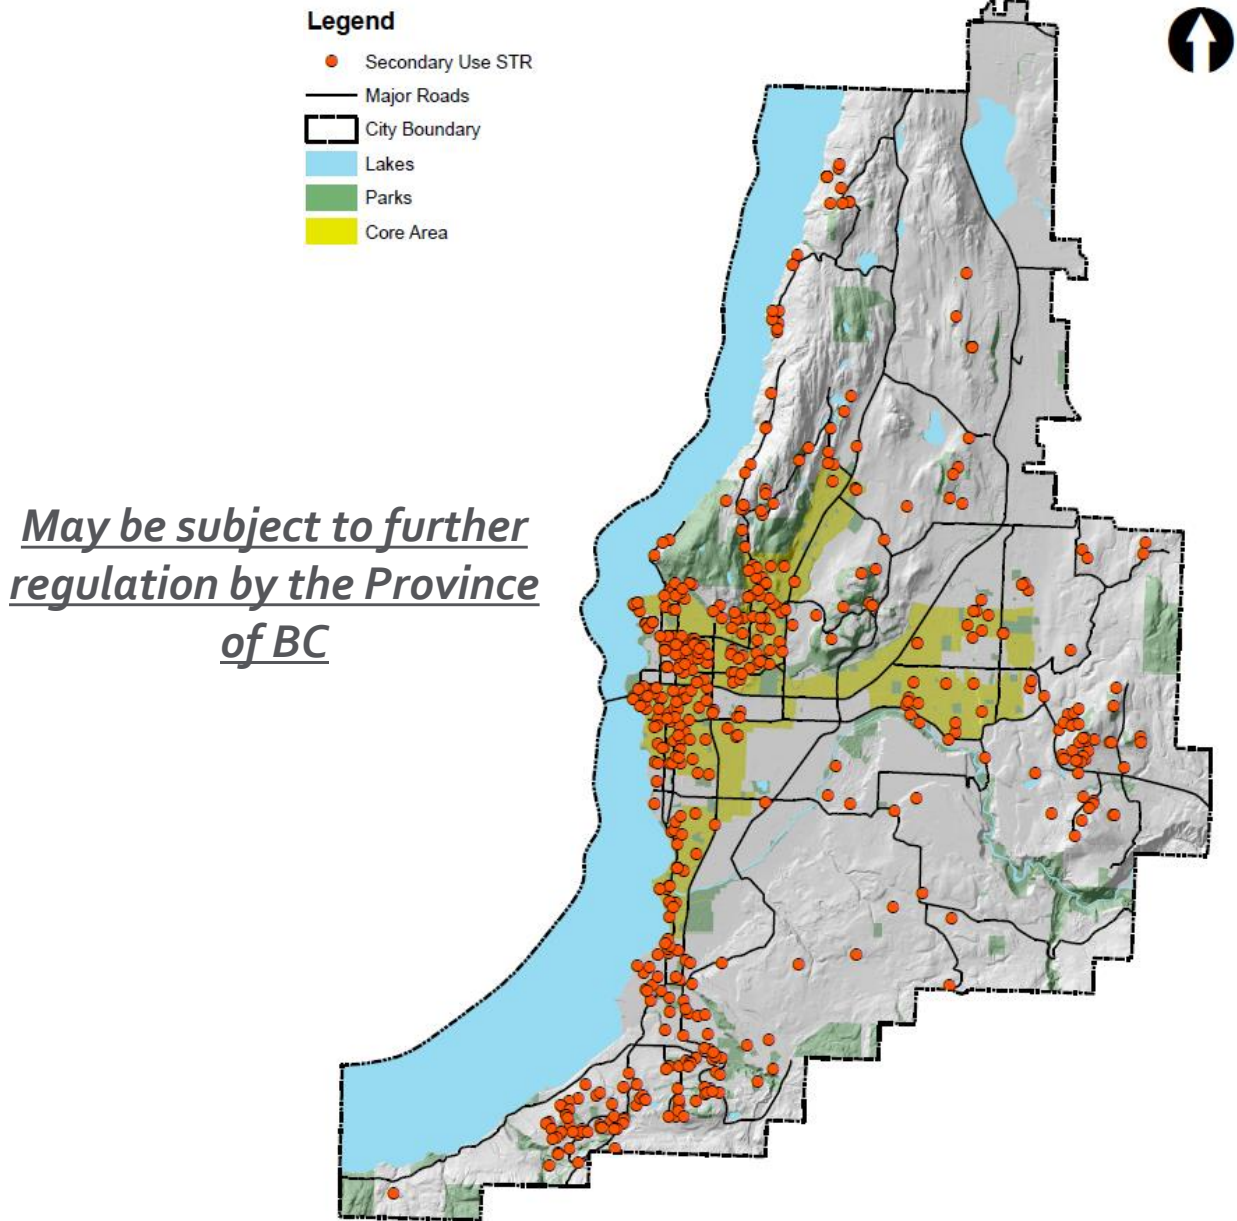 Legend
Secondary Use STR
Major Roads
City Boundary
Lakes
Parks
Core Area
May be subject to further
regulation by the Province
of BC